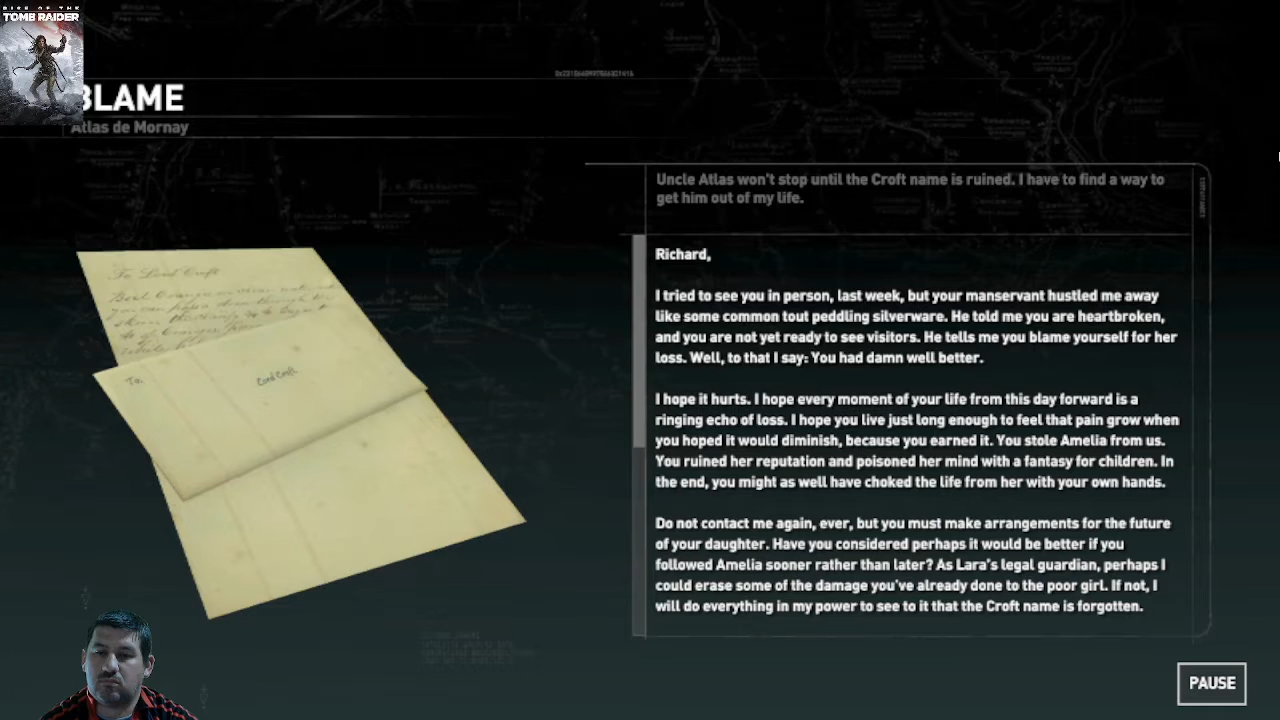 RISE OF THE
TOMB RAIDER
BLAME
Atlas de Mornay
Uncle Atlas won't stop until the Croft name is ruined. I have to find a way to
get him out of my life.
Richard,
I tried to see you in person, last week, but your manservant hustled me away
like some common tout peddling silverware. He told me you are heartbroken,
and you are not yet ready to see visitors. He tells me you blame yourself for her
loss. Well, to that I say: You had damn well better.
I hope it hurts. I hope every moment of your life from this day forward is a
ringing echo of loss. I hope you live just long enough to feel that pain grow when
you hoped it would diminish, because you earned it. You stole Amelia from us.
You ruined her reputation and poisoned her mind with a fantasy for children. In
the end, you might as well have choked the life from her with your own hands.
Do not contact me again, ever, but you must make arrangements for the future
of your daughter. Have you considered perhaps it would be better if you
followed Amelia sooner rather than later? As Lara's legal guardian, perhaps I
could erase some of the damage you've already done to the poor girl. If not, I
will do everything in my power to see to it that the Croft name is forgotten.
To Lord Croft
To,
Lord Croft
PAUSE